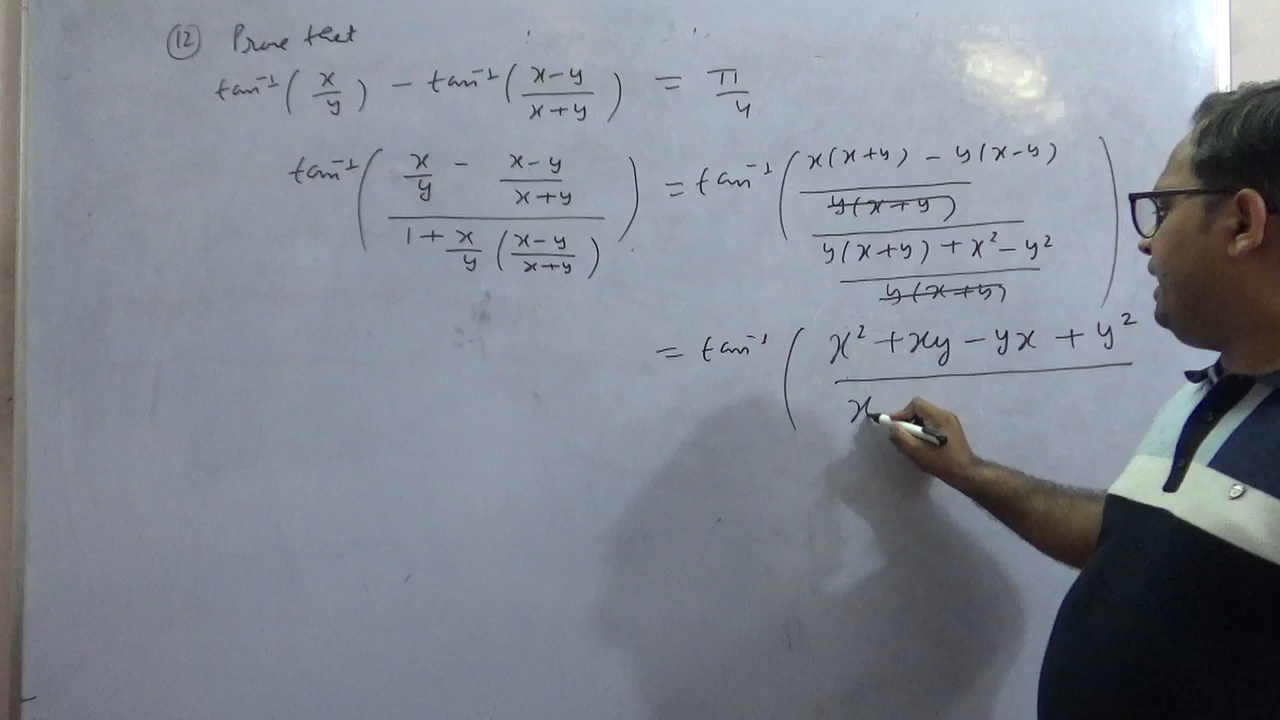 (12) Prove that
tan⁻¹(x/y) − tan⁻¹((x−y)/(x+y)) = π/4
tan⁻¹((x/y − (x−y)/(x+y))/(1 + x/y((x−y)/(x+y)))) = tan⁻¹(((x(x+y) − y(x−y))/(y(x+y)))/((y(x+y) + x² − y²)/(y(x+y))))
= tan⁻¹((x² + xy − yx + y²)/(x